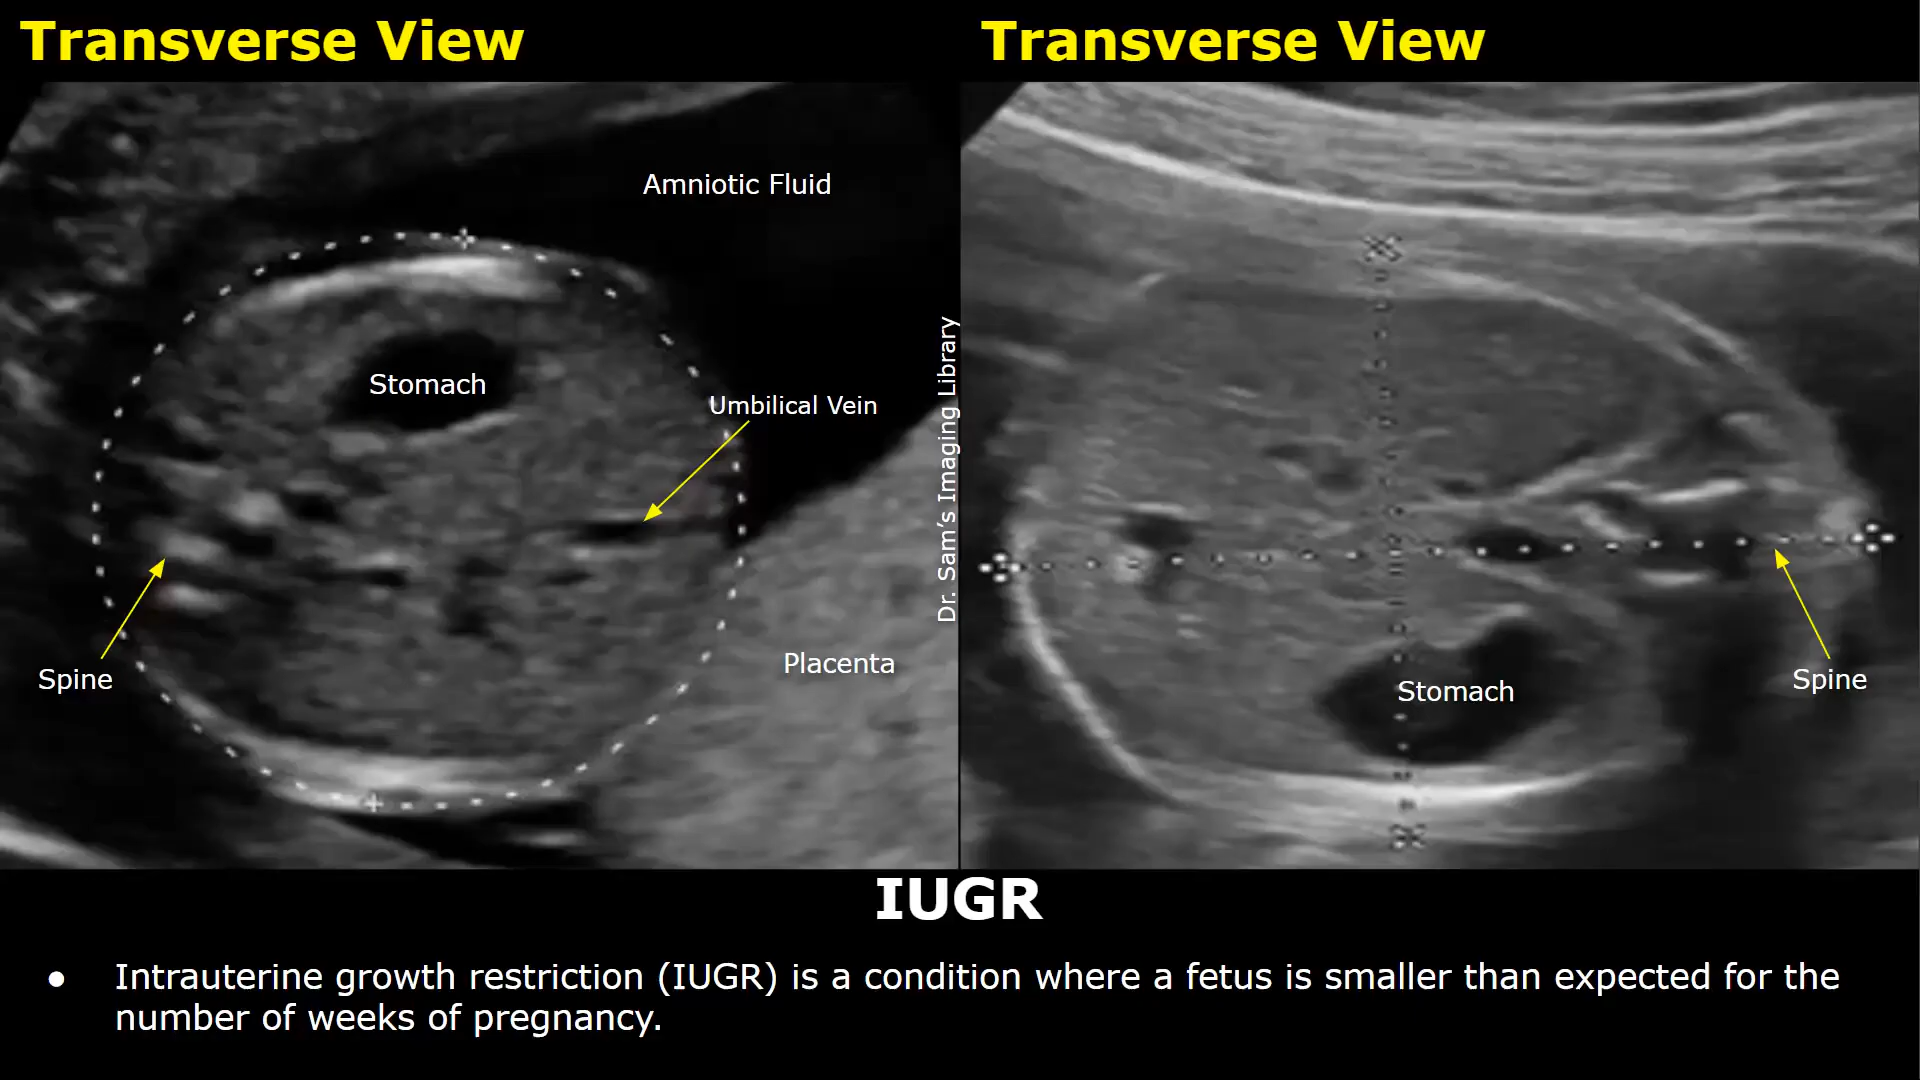 Transverse View
Transverse View
Amniotic Fluid
Stomach
Umbilical Vein
Spine
Placenta
Dr. Sam's Imaging Library
Stomach
Spine
IUGR
● Intrauterine growth restriction (IUGR) is a condition where a fetus is smaller than expected for the
number of weeks of pregnancy.